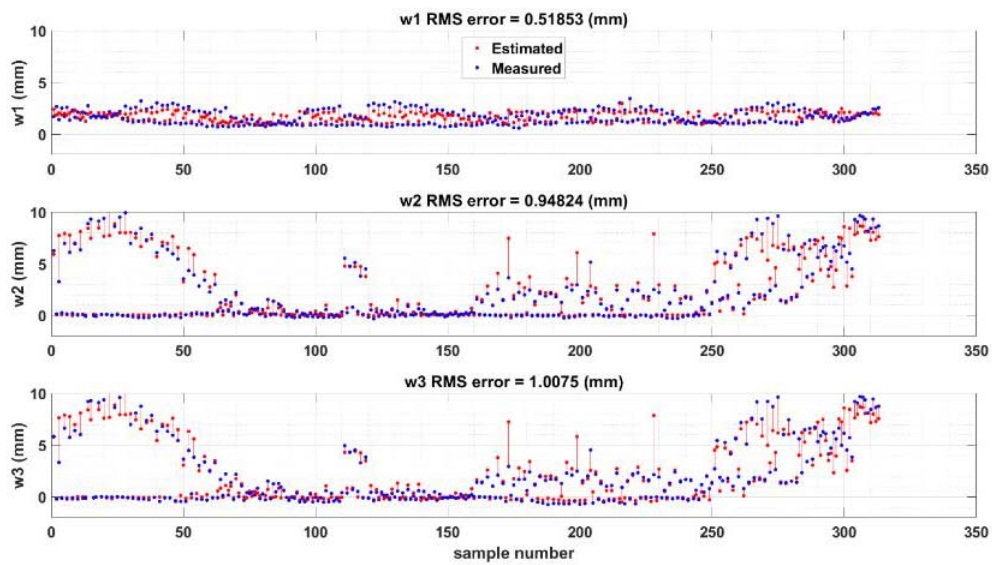 w1 RMS error = 0.51853 (mm)
10
5
0
w1 (mm)
Estimated
Measured
0 50 100 150 200 250 300 350
w2 RMS error = 0.94824 (mm)
10
5
0
w2 (mm)
0 50 100 150 200 250 300 350
w3 RMS error = 1.0075 (mm)
10
5
0
w3 (mm)
0 50 100 150 200 250 300 350
sample number